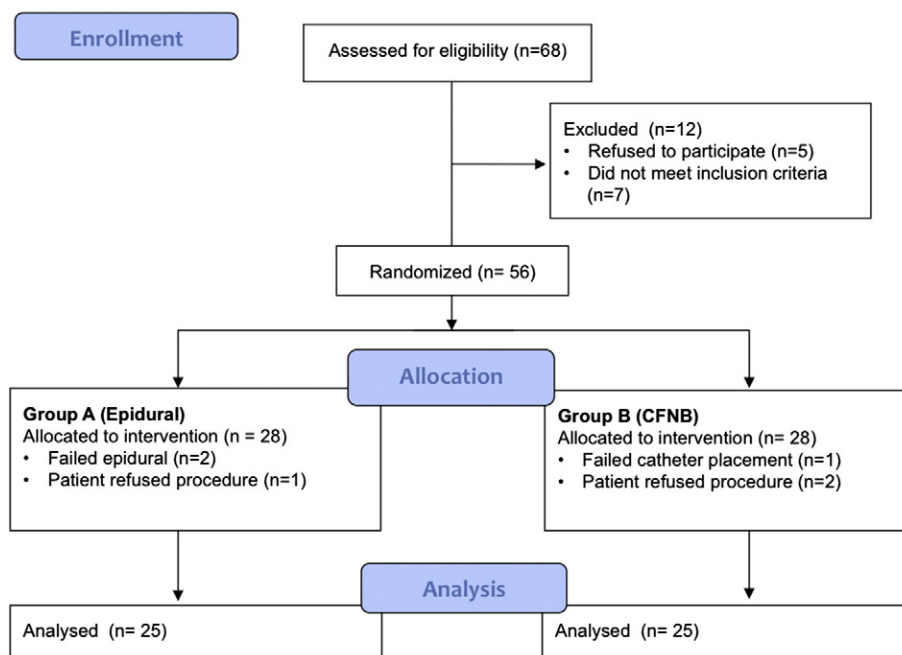 Enrollment
Assessed for eligibility (n=68)
Excluded  (n=12)
• Refused to participate (n=5)
• Did not meet inclusion criteria
(n=7)
Randomized (n= 56)
Allocation
Group A (Epidural)
Allocated to intervention (n = 28)
• Failed epidural (n=2)
• Patient refused procedure (n=1)
Group B (CFNB)
Allocated to intervention (n= 28)
• Failed catheter placement (n=1)
• Patient refused procedure (n=2)
Analysis
Analysed  (n= 25)
Analysed  (n= 25)